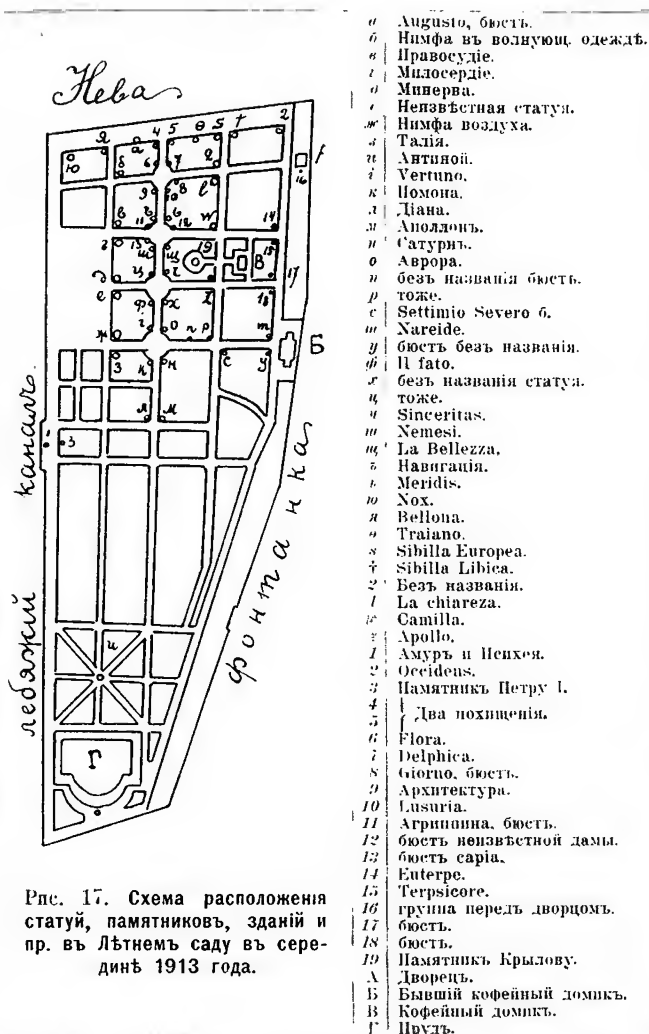 Нева
каналъ
лебяжий
фонтанка
Рис. 17. Схема расположенія
статуй, памятниковъ, зданій и
пр. въ Лѣтнемъ саду въ сере-
динѣ 1913 года.
а Augusto, бюстъ.
б Нимфа въ волнующ. одеждѣ.
в Правосудіе.
г Милосердіе.
д Минерва.
е Неизвѣстная статуя.
ж Нимфа воздуха.
з Талія.
и Антиной.
і Vertuno.
к Помона.
л Діана.
м Аполлонъ.
н Сатурнъ.
о Аврора.
п безъ названія бюстъ.
р тоже.
с Settimio Severo б.
т Nareide.
у бюстъ безъ названія.
ф Il fato.
х безъ названія статуя.
ц тоже.
ч Sinceritas.
ш Nemesi.
щ La Bellezza.
ъ Навигація.
ь Meridis.
ю Nox.
я Bellona.
ѳ Traiano.
s Sibilla Europea.
† Sibilla Libica.
2 Безъ названія.
l La chiareza.
Camilla.
Apollo.
1 Амуръ и Психея.
2 Occidens.
3 Памятникъ Петру I.
4
5 Два похищенія.
6 Flora.
7 Delphica.
8 Giorno, бюстъ.
9 Архитектура.
10 Lusuria.
11 Агриппина, бюстъ.
12 бюстъ неизвѣстной дамы.
13 бюстъ сарія.
14 Euterpe.
15 Terpsicore.
16 группа передъ дворцомъ.
17 бюстъ.
18 бюстъ.
19 Памятникъ Крылову.
А Дворецъ.
Б Бывшій кофейный домикъ.
В Кофейный домикъ.
Г Прудъ.